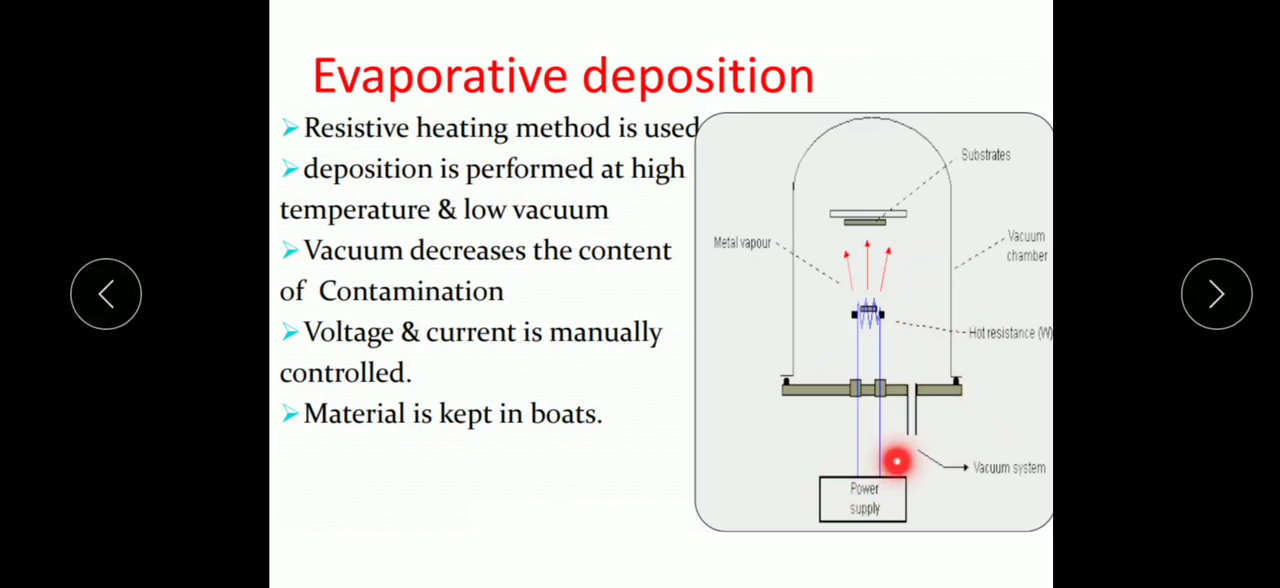 Evaporative deposition
Resistive heating method is used
deposition is performed at high
temperature & low vacuum
Vacuum decreases the content
of Contamination
Voltage & current is manually
controlled.
Material is kept in boats.
Substrates
Metal vapour
Vacuum
chamber
Hot resistance (W)
Vacuum system
Power
supply